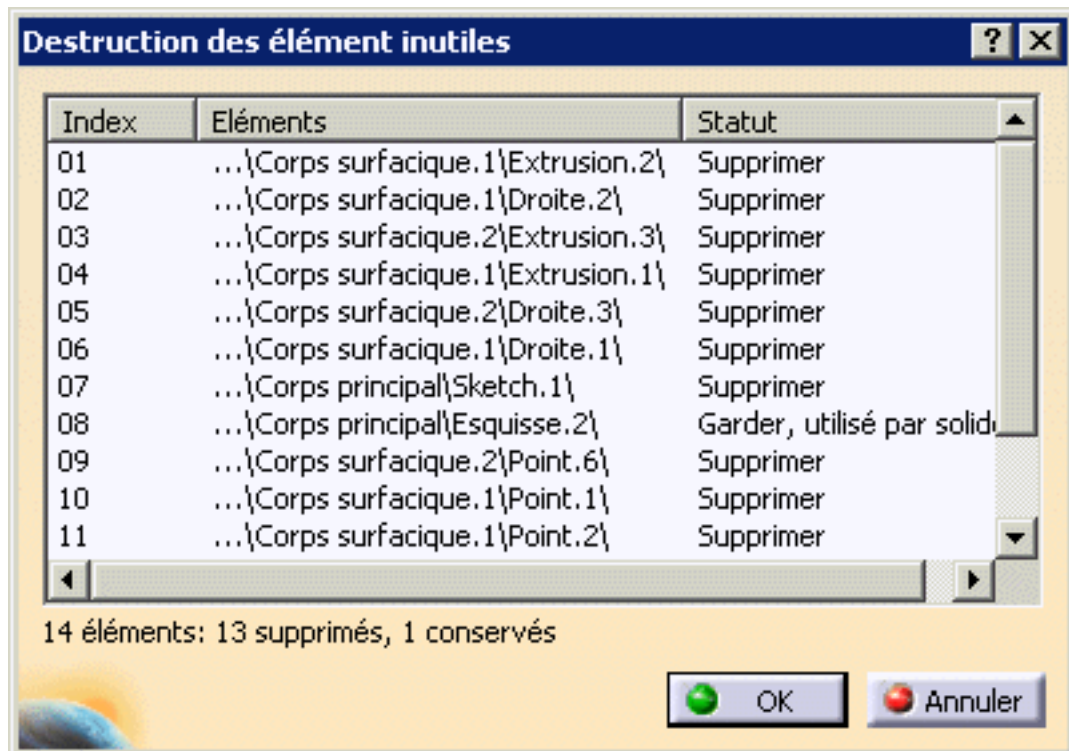 Destruction des élément inutiles
Index Eléments Statut
01 ...\Corps surfacique.1\Extrusion.2\ Supprimer
02 ...\Corps surfacique.1\Droite.2\ Supprimer
03 ...\Corps surfacique.2\Extrusion.3\ Supprimer
04 ...\Corps surfacique.1\Extrusion.1\ Supprimer
05 ...\Corps surfacique.2\Droite.3\ Supprimer
06 ...\Corps surfacique.1\Droite.1\ Supprimer
07 ...\Corps principal\Sketch.1\ Supprimer
08 ...\Corps principal\Esquisse.2\ Garder, utilisé par
09 ...\Corps surfacique.2\Point.6\ Supprimer
10 ...\Corps surfacique.1\Point.1\ Supprimer
11 ...\Corps surfacique.1\Point.2\ Supprimer
14 éléments: 13 supprimés, 1 conservés
OK Annuler